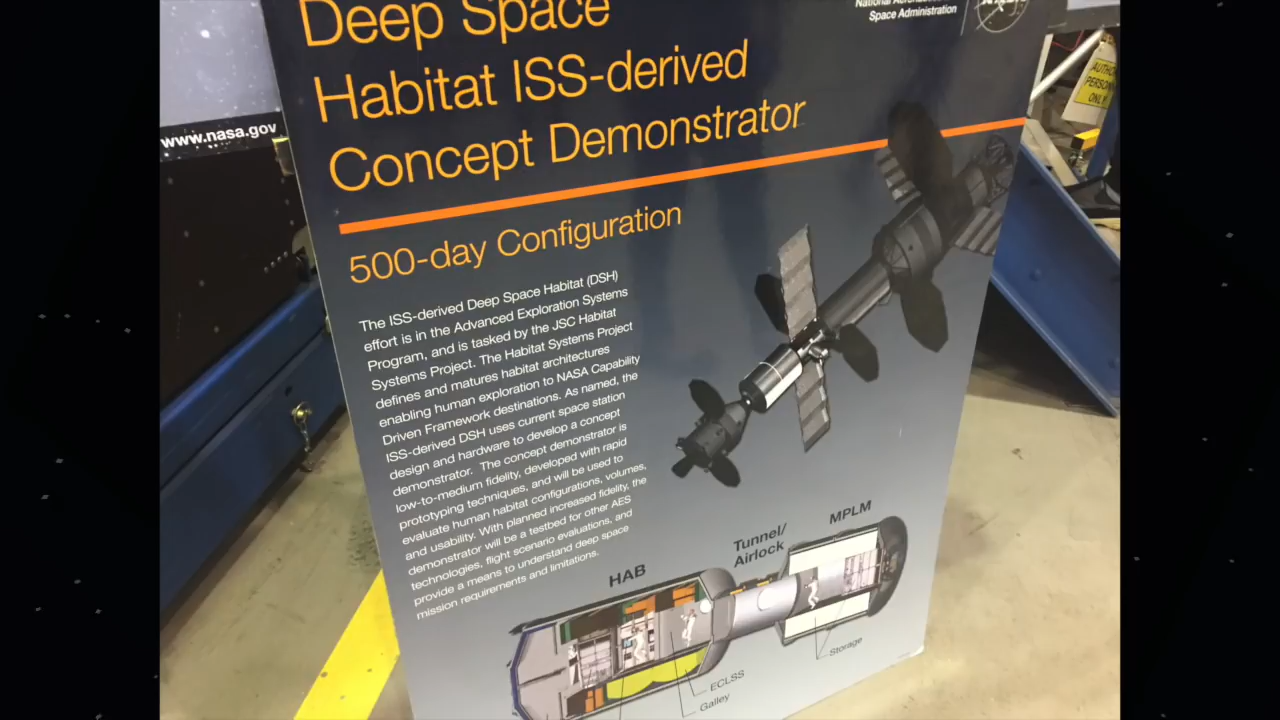 Deep Space
Habitat ISS-derived
Concept Demonstrator
Space Administration
www.nasa.gov
500-day Configuration
The ISS-derived Deep Space Habitat (DSH)
effort is in the Advanced Exploration Systems
Program, and is tasked by the JSC Habitat
Systems Project. The Habitat Systems Project
defines and matures habitat architectures
enabling human exploration to NASA Capability
Driven Framework destinations. As named, the
ISS-derived DSH uses current space station
design and hardware to develop a concept
demonstrator. The concept demonstrator is
low-to-medium fidelity, developed with rapid
prototyping techniques, and will be used to
evaluate human habitat configurations, volumes,
and usability. With planned increased fidelity, the
demonstrator will be a testbed for other AES
technologies, flight scenario evaluations, and
provide a means to understand deep space
mission requirements and limitations.
HAB
Tunnel/
Airlock
MPLM
Storage
ECLSS
Galley
ONLY